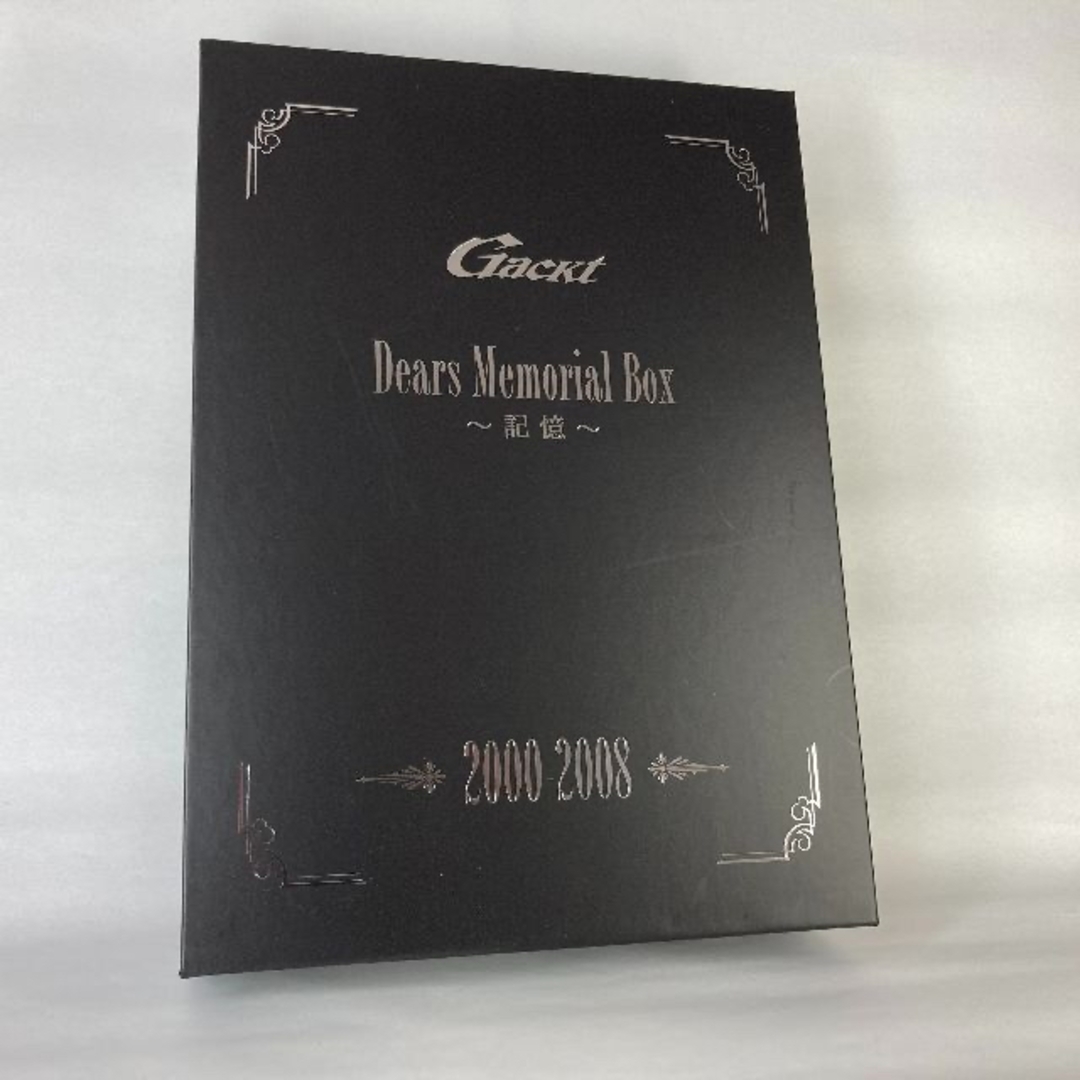 Gackt
Dears Memorial Box
～記憶～
2000-2008